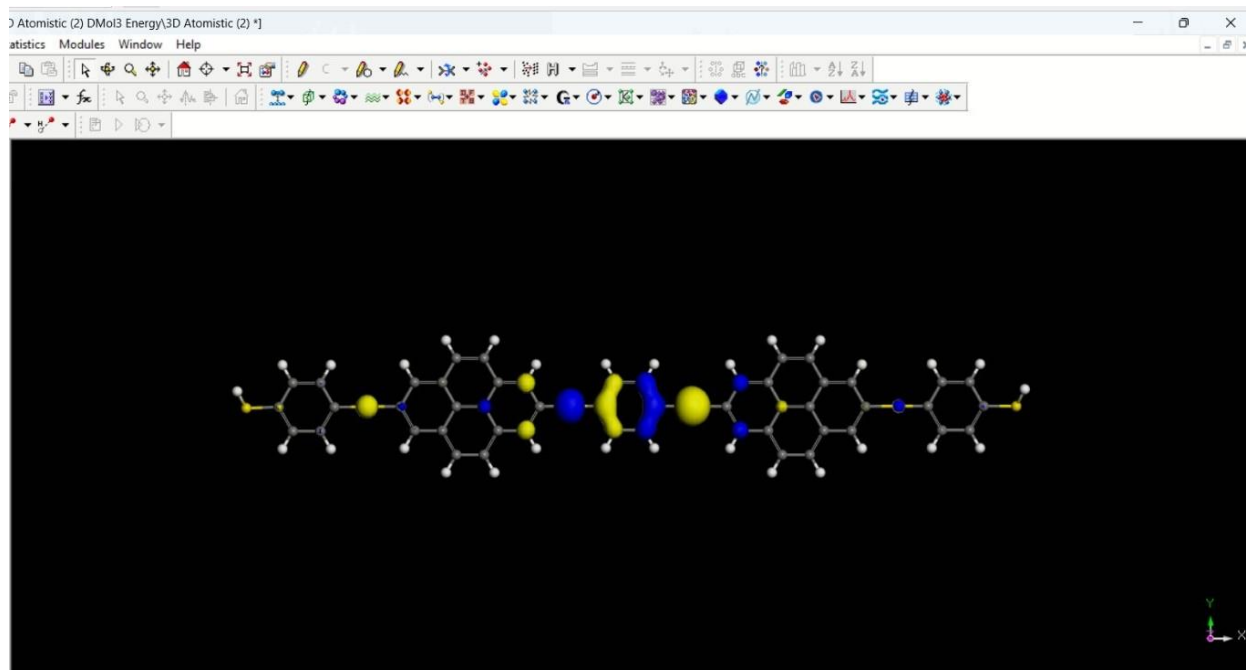 D Atomistic (2) DMol3 Energy\3D Atomistic (2) *]
atistics Modules Window Help
Y
X